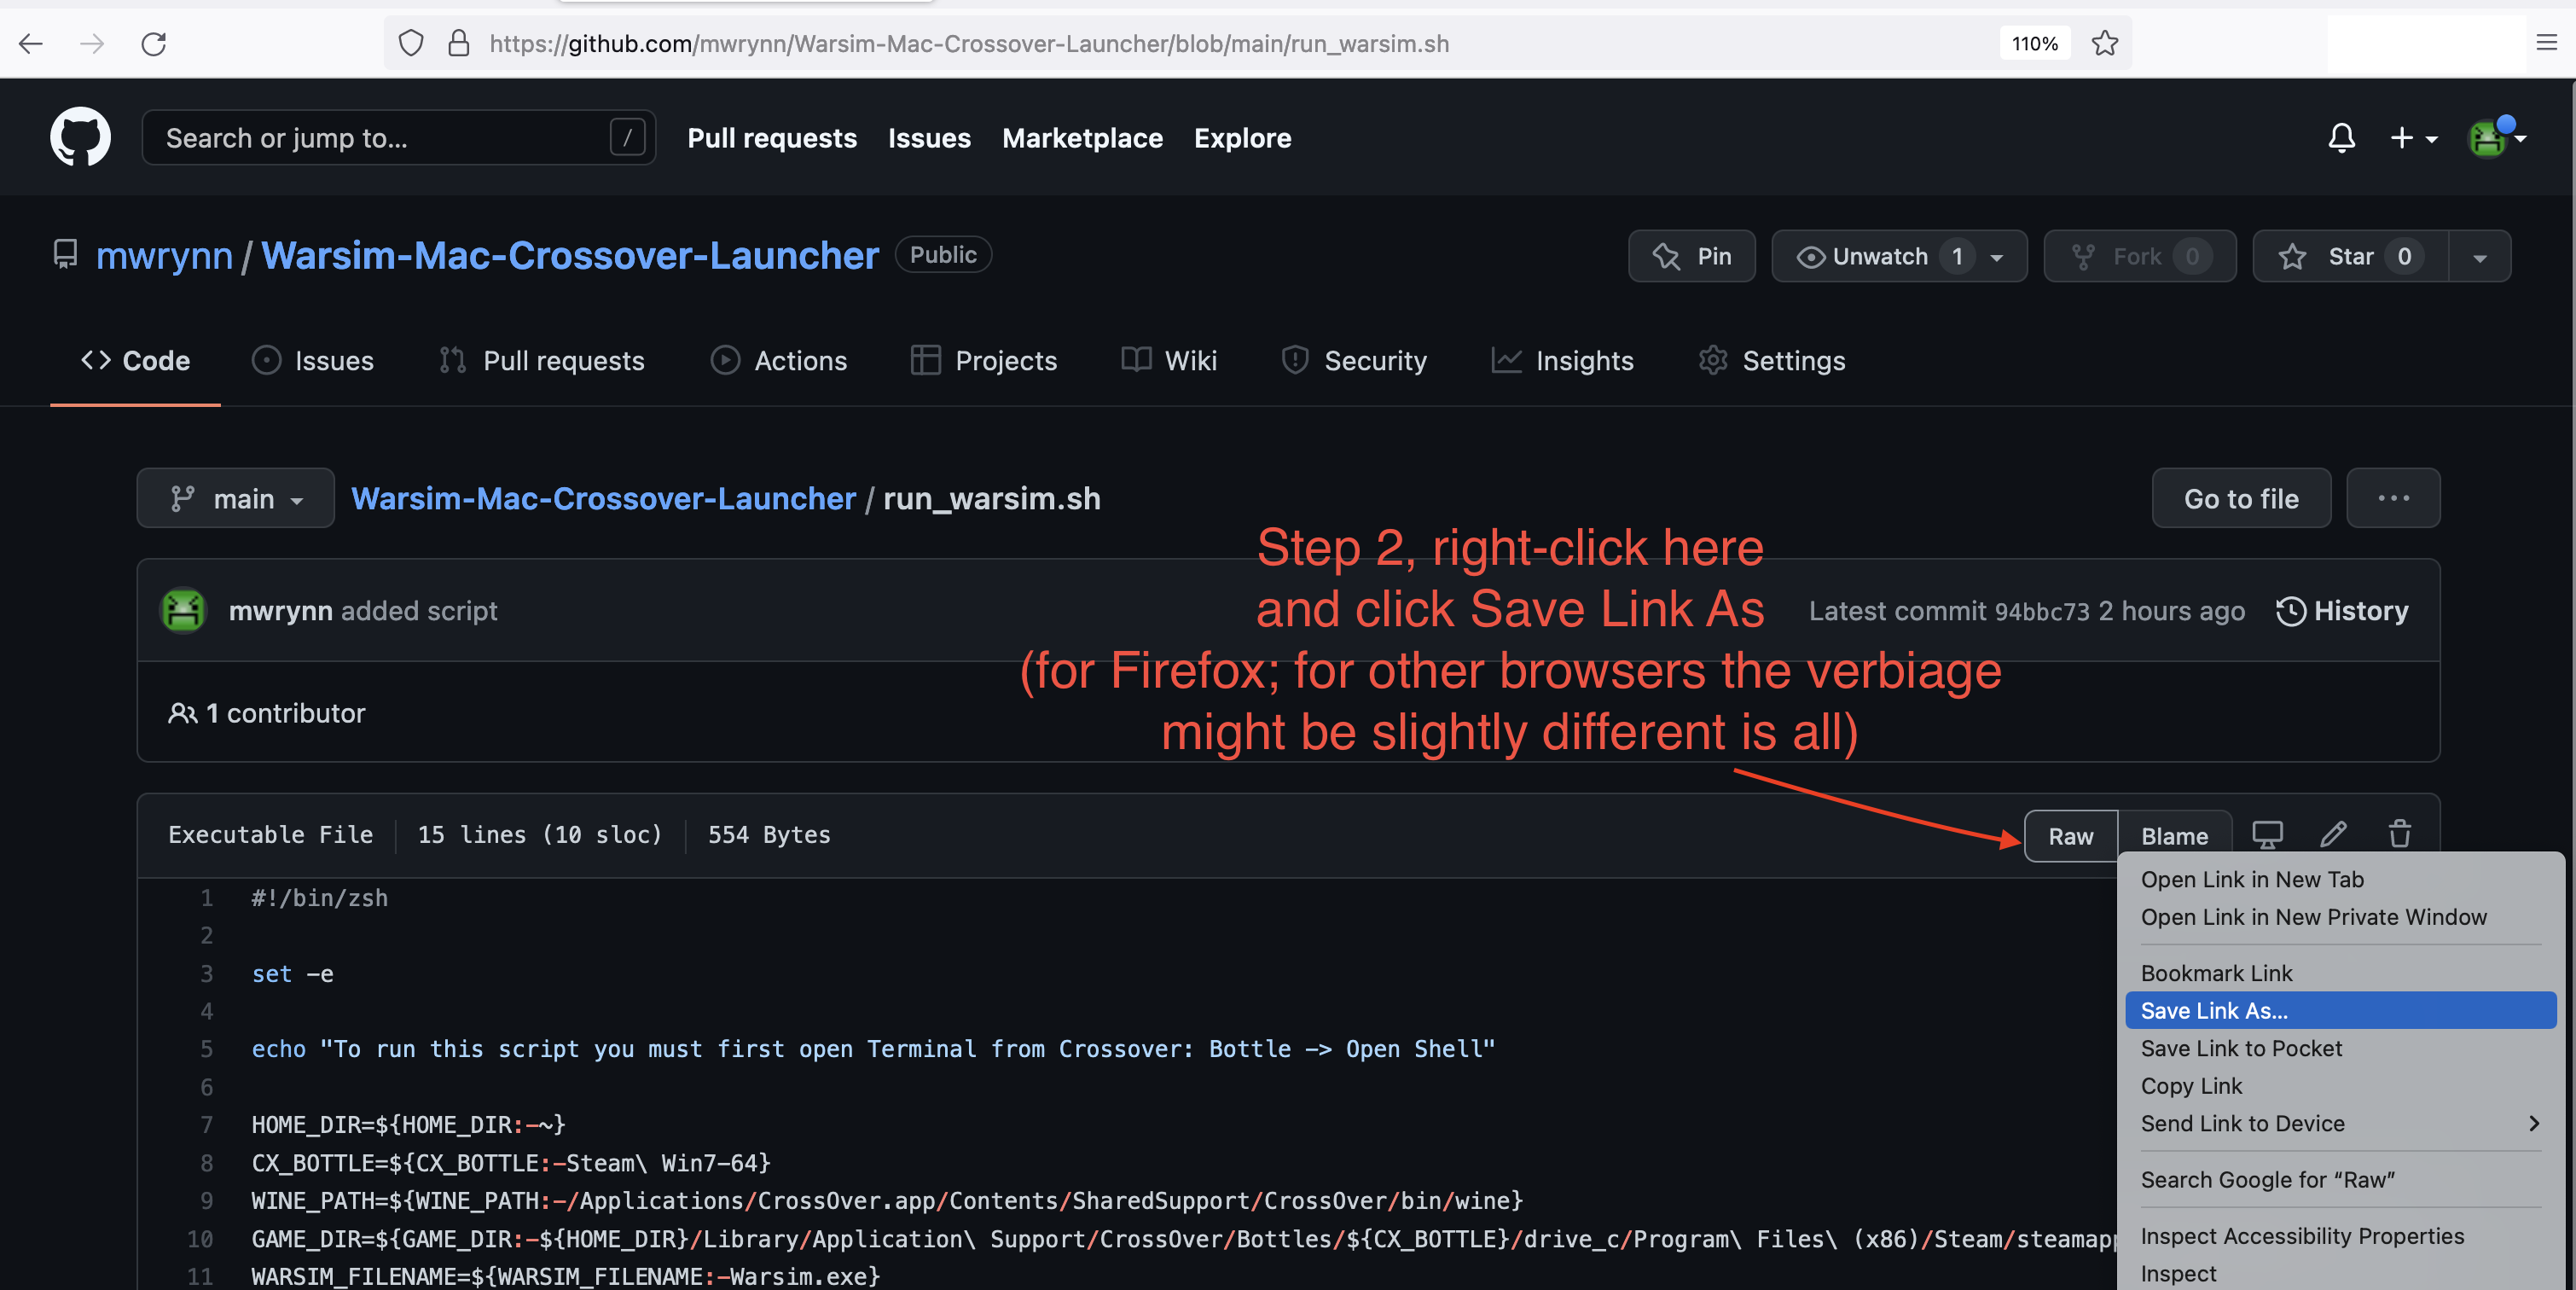 https://github.com/mwrynn/Warsim-Mac-Crossover-Launcher/blob/main/run_warsim.sh 110%
Search or jump to... / Pull requests Issues Marketplace Explore
mwrynn / Warsim-Mac-Crossover-Launcher Public Pin Unwatch 1 Fork 0 Star 0
Code Issues Pull requests Actions Projects Wiki Security Insights Settings
main Warsim-Mac-Crossover-Launcher / run_warsim.sh Go to file ...
Step 2, right-click here
and click Save Link As
(for Firefox; for other browsers the verbiage
might be slightly different is all)
mwrynn added script Latest commit 94bbc73 2 hours ago History
1 contributor
Executable File 15 lines (10 sloc) 554 Bytes Raw Blame
1 #!/bin/zsh
2
3 set -e
4
5 echo "To run this script you must first open Terminal from Crossover: Bottle -> Open Shell"
6
7 HOME_DIR=${HOME_DIR:-~}
8 CX_BOTTLE=${CX_BOTTLE:-Steam\ Win7-64}
9 WINE_PATH=${WINE_PATH:-/Applications/CrossOver.app/Contents/SharedSupport/CrossOver/bin/wine}
10 GAME_DIR=${GAME_DIR:-${HOME_DIR}/Library/Application\ Support/CrossOver/Bottles/${CX_BOTTLE}/drive_c/Program\ Files\ (x86)/Steam/steamapp
11 WARSIM_FILENAME=${WARSIM_FILENAME:-Warsim.exe}
Open Link in New Tab
Open Link in New Private Window
Bookmark Link
Save Link As...
Save Link to Pocket
Copy Link
Send Link to Device
Search Google for “Raw”
Inspect Accessibility Properties
Inspect